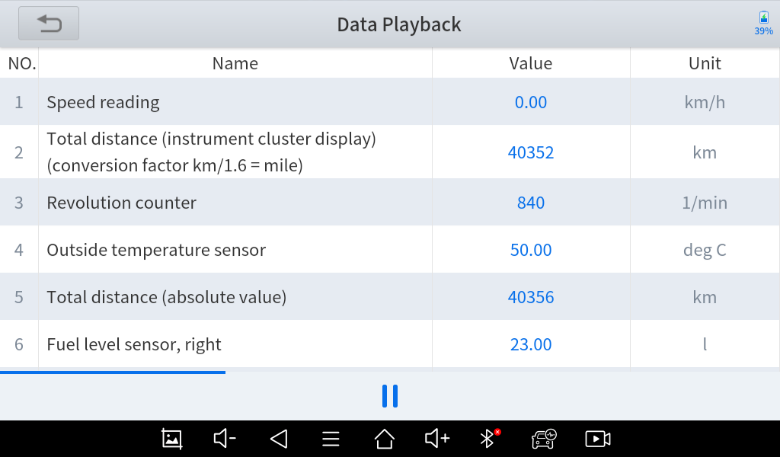 Data Playback
39%
NO. Name Value Unit
1 Speed reading 0.00 km/h
2 Total distance (instrument cluster display) (conversion factor km/1.6 = mile) 40352 km
3 Revolution counter 840 1/min
4 Outside temperature sensor 50.00 deg C
5 Total distance (absolute value) 40356 km
6 Fuel level sensor, right 23.00 l